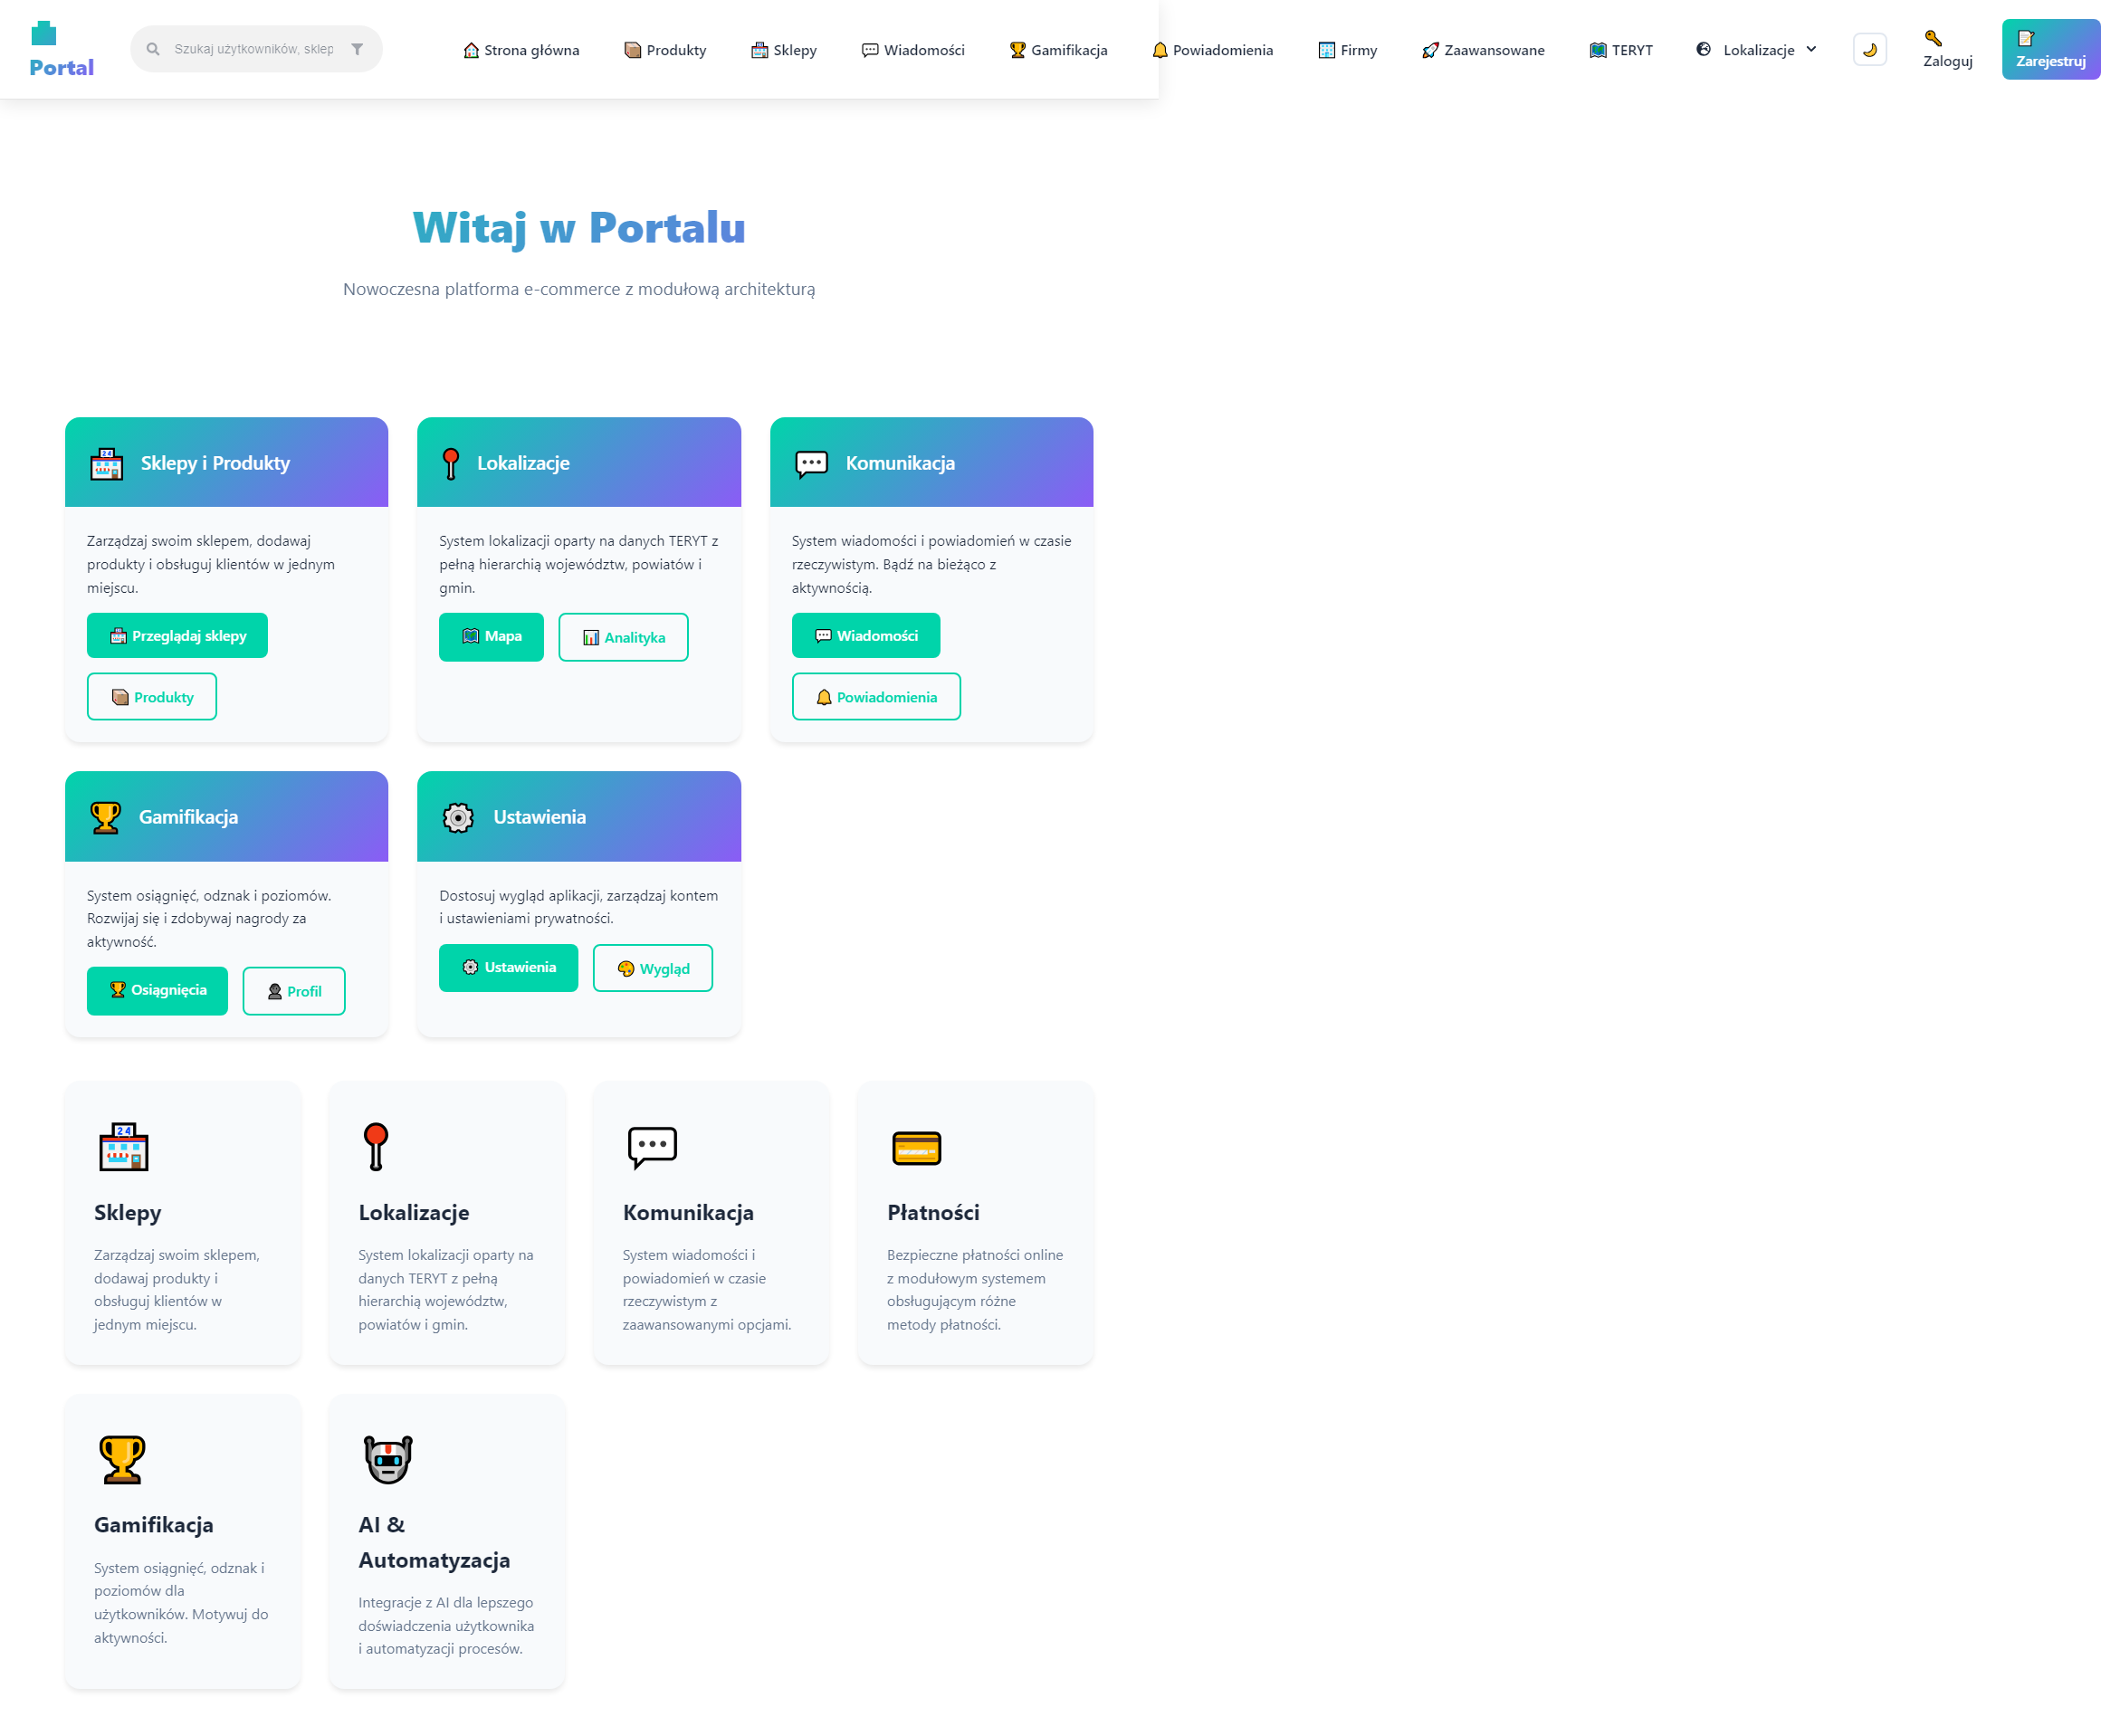 Portal
Szukaj użytkowników, sklep
Strona główna
Produkty
Sklepy
Wiadomości
Gamifikacja
Powiadomienia
Firmy
Zaawansowane
TERYT
Lokalizacje
Zaloguj
Zarejestruj
Witaj w Portalu
Nowoczesna platforma e-commerce z modułową architekturą
Sklepy i Produkty
Zarządzaj swoim sklepem, dodawaj
produkty i obsługuj klientów w jednym
miejscu.
Przeglądaj sklepy
Produkty
Lokalizacje
System lokalizacji oparty na danych TERYT z
pełną hierarchią województw, powiatów i
gmin.
Mapa
Analityka
Komunikacja
System wiadomości i powiadomień w czasie
rzeczywistym. Bądź na bieżąco z
aktywnością.
Wiadomości
Powiadomienia
Gamifikacja
System osiągnięć, odznak i poziomów.
Rozwijaj się i zdobywaj nagrody za
aktywność.
Osiągnięcia
Profil
Ustawienia
Dostosuj wygląd aplikacji, zarządzaj kontem
i ustawieniami prywatności.
Ustawienia
Wygląd
24
Sklepy
Zarządzaj swoim sklepem,
dodawaj produkty i
obsługuj klientów w
jednym miejscu.
Lokalizacje
System lokalizacji oparty na
danych TERYT z pełną
hierarchią województw,
powiatów i gmin.
Komunikacja
System wiadomości i
powiadomień w czasie
rzeczywistym z
zaawansowanymi opcjami.
Płatności
Bezpieczne płatności online
z modułowym systemem
obsługującym różne
metody płatności.
Gamifikacja
System osiągnięć, odznak i
poziomów dla
użytkowników. Motywuj do
aktywności.
AI &
Automatyzacja
Integracje z AI dla lepszego
doświadczenia użytkownika
i automatyzacji procesów.